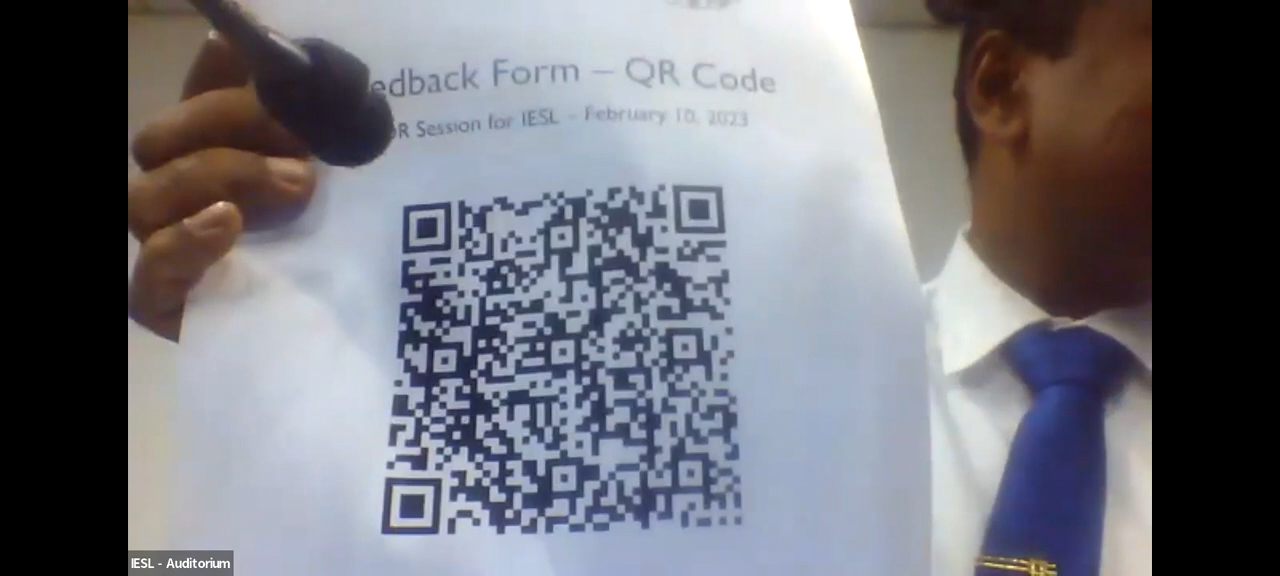 edback Form – QR Code
R Session for IESL – February 10, 2023
IESL - Auditorium